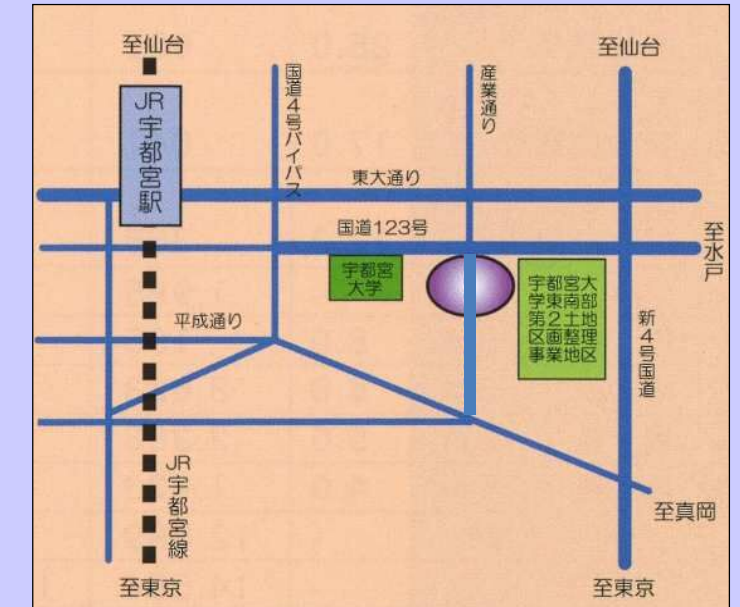 至仙台
至仙台
JR宇都宮駅
国道4号バイパス
産業通り
東大通り
国道123号
至水戸
宇都宮
大学
宇都宮大
学東南部
第2土地
区画整理
事業地区
平成通り
新4号国道
JR宇都宮線
至真岡
至東京
至東京